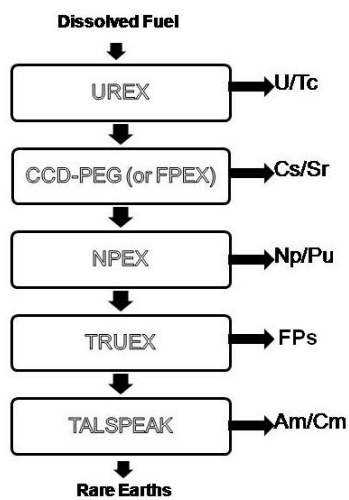 Dissolved Fuel
UREX
U/Tc
CCD-PEG (or FPEX)
Cs/Sr
NPEX
Np/Pu
TRUEX
FPs
TALSPEAK
Am/Cm
Rare Earths